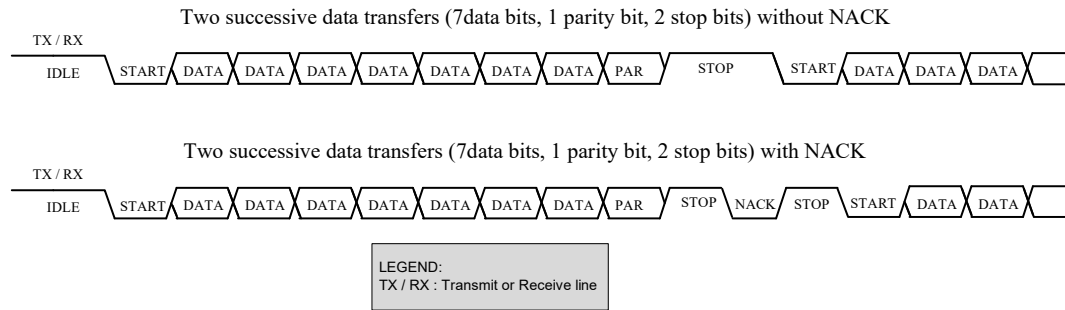 Two successive data transfers (7data bits, 1 parity bit, 2 stop bits) without NACK
TX / RX
IDLE START DATA DATA DATA DATA DATA DATA DATA PAR STOP START DATA DATA DATA
Two successive data transfers (7data bits, 1 parity bit, 2 stop bits) with NACK
TX / RX
IDLE START DATA DATA DATA DATA DATA DATA DATA PAR STOP NACK STOP START DATA DATA
LEGEND:
TX / RX : Transmit or Receive line